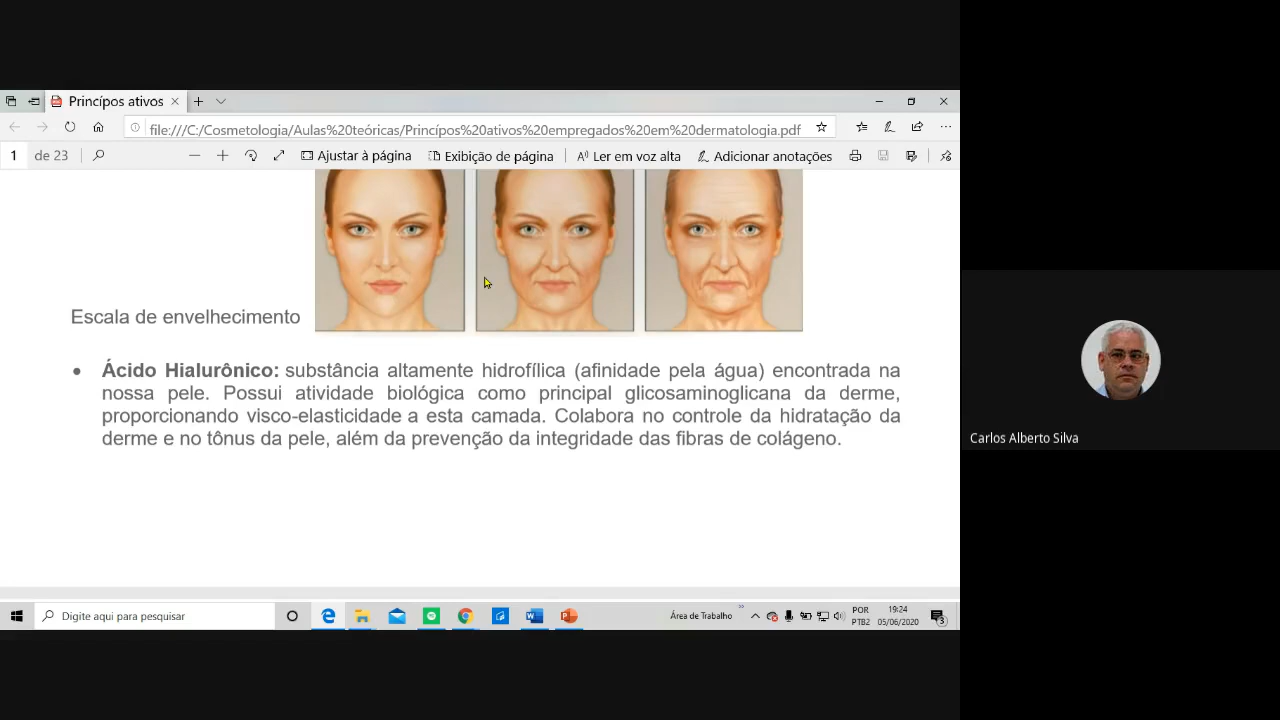 Princípos ativos
file:///C:/Cosmetologia/Aulas%20teóricas/Princípos%20ativos%20empregados%20em%20dermatologia.pdf
1 de 23 Ajustar à página Exibição de página Ler em voz alta Adicionar anotações
Escala de envelhecimento
• Ácido Hialurônico: substância altamente hidrofílica (afinidade pela água) encontrada na
nossa pele. Possui atividade biológica como principal glicosaminoglicana da derme,
proporcionando visco-elasticidade a esta camada. Colabora no controle da hidratação da
derme e no tônus da pele, além da prevenção da integridade das fibras de colágeno.
Carlos Alberto Silva
Digite aqui para pesquisar
Área de Trabalho
POR
PTB2
19:24
05/06/2020
3